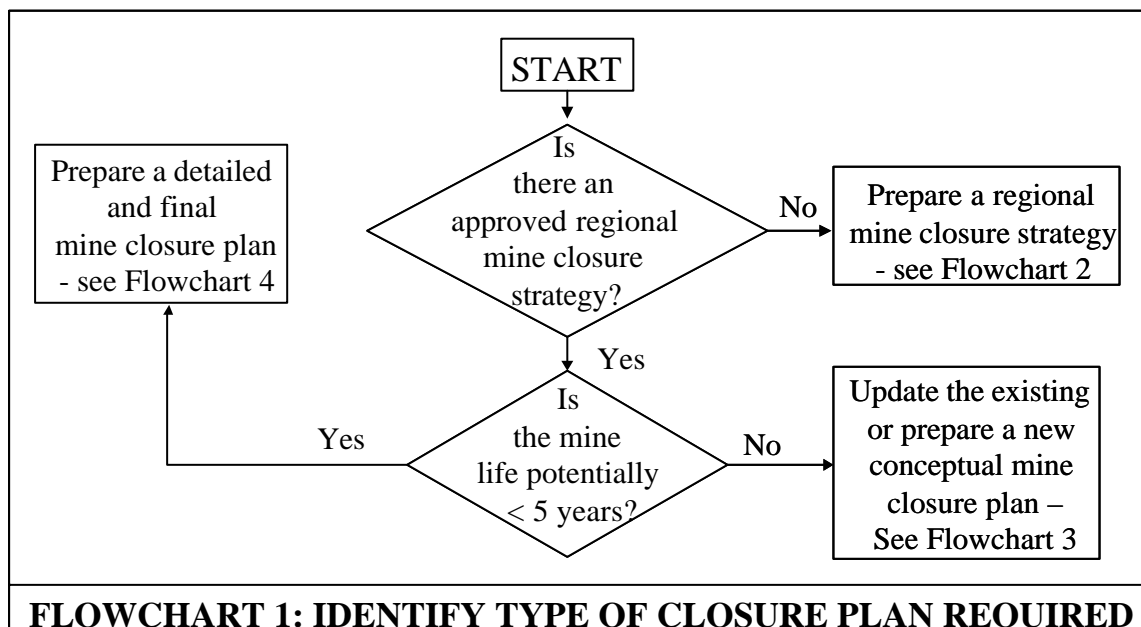 START
Is
there an
approved regional
mine closure
strategy?
No
Prepare a regional
mine closure strategy
- see Flowchart 2
Yes
Is
the mine
life potentially
< 5 years?
Yes
Prepare a detailed
and final
mine closure plan
- see Flowchart 4
No
Update the existing
or prepare a new
conceptual mine
closure plan –
See Flowchart 3
FLOWCHART 1: IDENTIFY TYPE OF CLOSURE PLAN REQUIRED